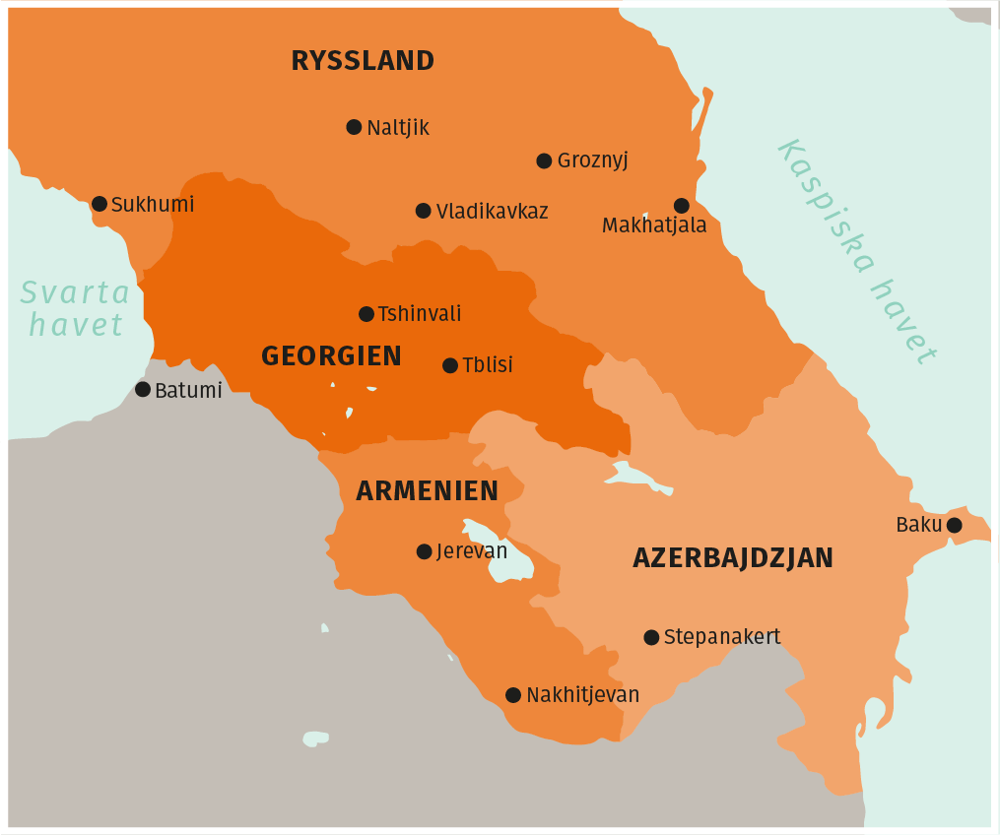 RYSSLAND
Naltjik
Groznyj
Kaspiska havet
Sukhumi
Vladikavkaz
Makhatjala
Svarta
havet
Tshinvali
GEORGIEN
Tblisi
Batumi
ARMENIEN
Baku
Jerevan
AZERBAJDZJAN
Stepanakert
Nakhitjevan